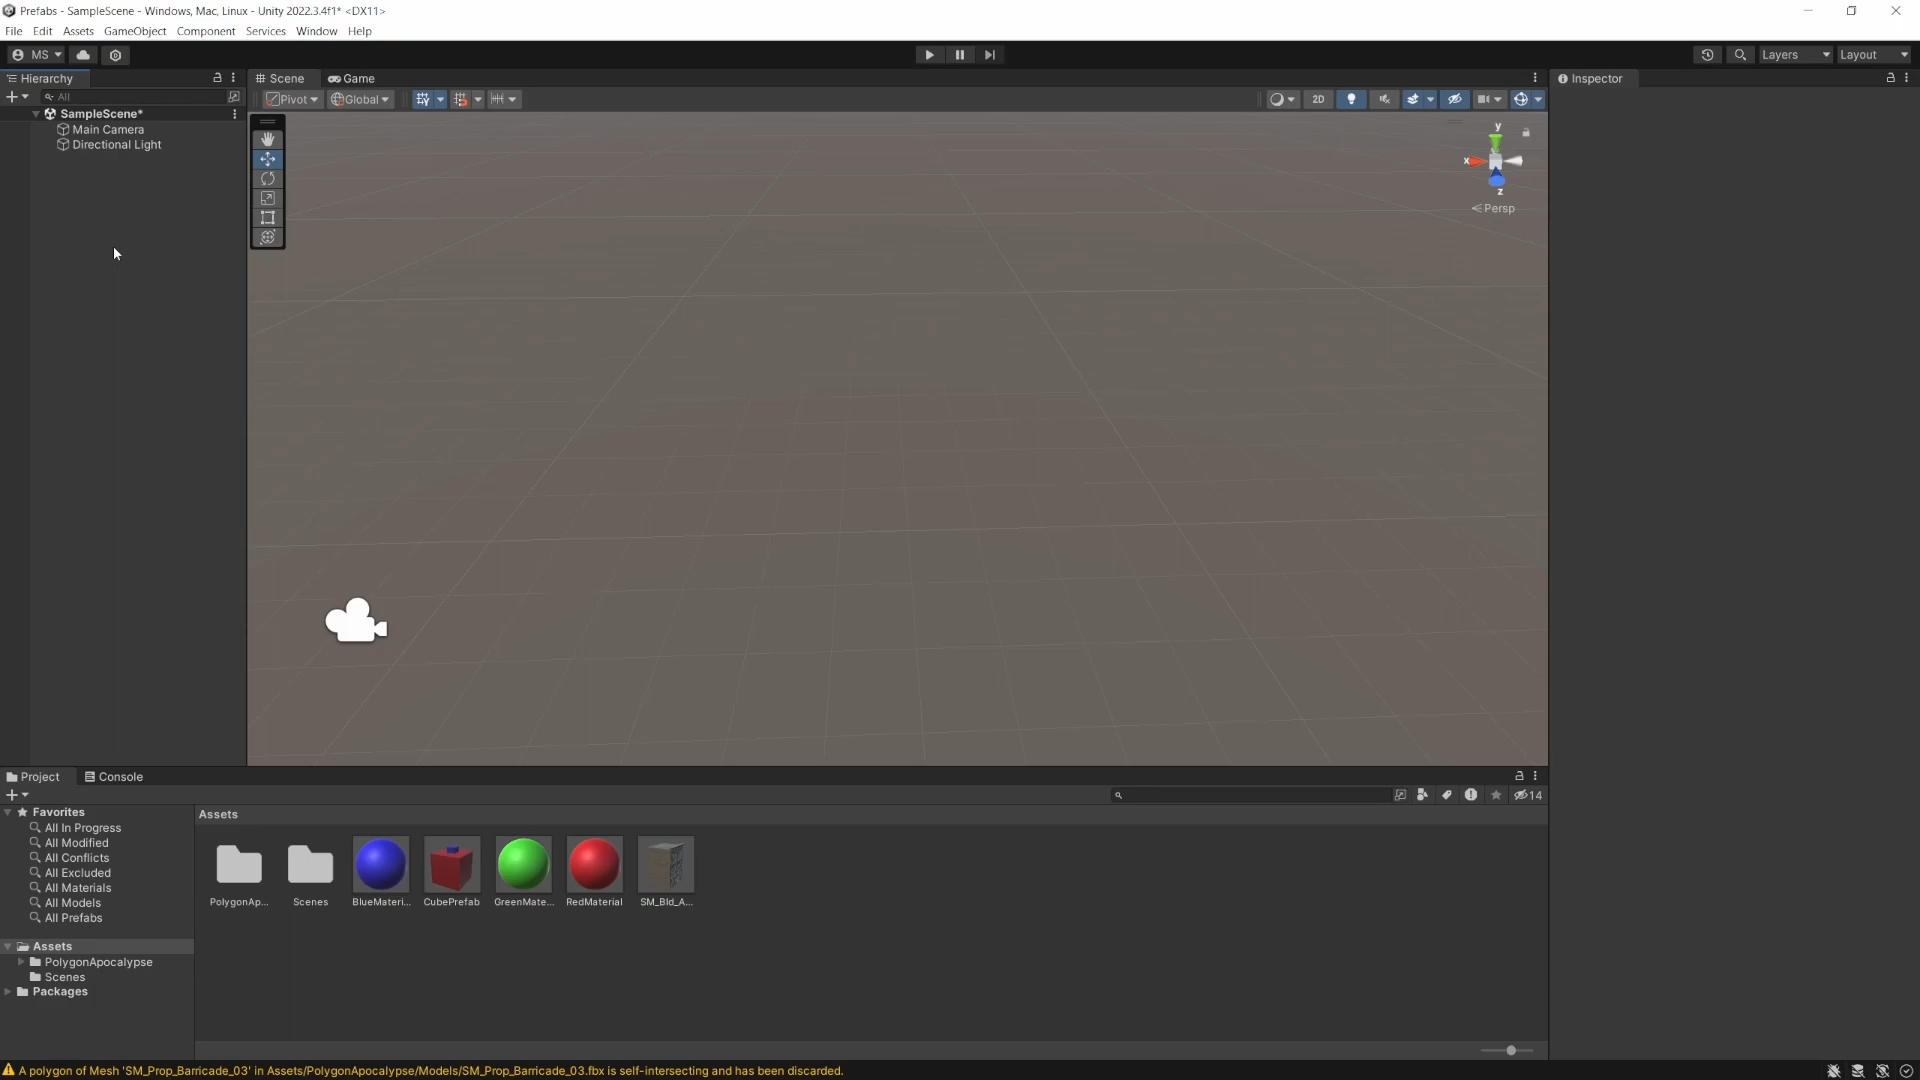 Prefabs - SampleScene - Windows, Mac, Linux - Unity 2022.3.4f1* <DX11>
File Edit Assets GameObject Component Services Window Help
MS
Layers
Layout
Hierarchy
Scene
Game
Inspector
All
Pivot
Global
2D
SampleScene*
Main Camera
Directional Light
y
x
z
Persp
Project
Console
14
Favorites
All In Progress
All Modified
All Conflicts
All Excluded
All Materials
All Models
All Prefabs
Assets
PolygonApocalypse
Scenes
Packages
Assets
PolygonAp...
Scenes
BlueMateri...
CubePrefab
GreenMate...
RedMaterial
SM_Bld_A...
A polygon of Mesh 'SM_Prop_Barricade_03' in Assets/PolygonApocalypse/Models/SM_Prop_Barricade_03.fbx is self-intersecting and has been discarded.